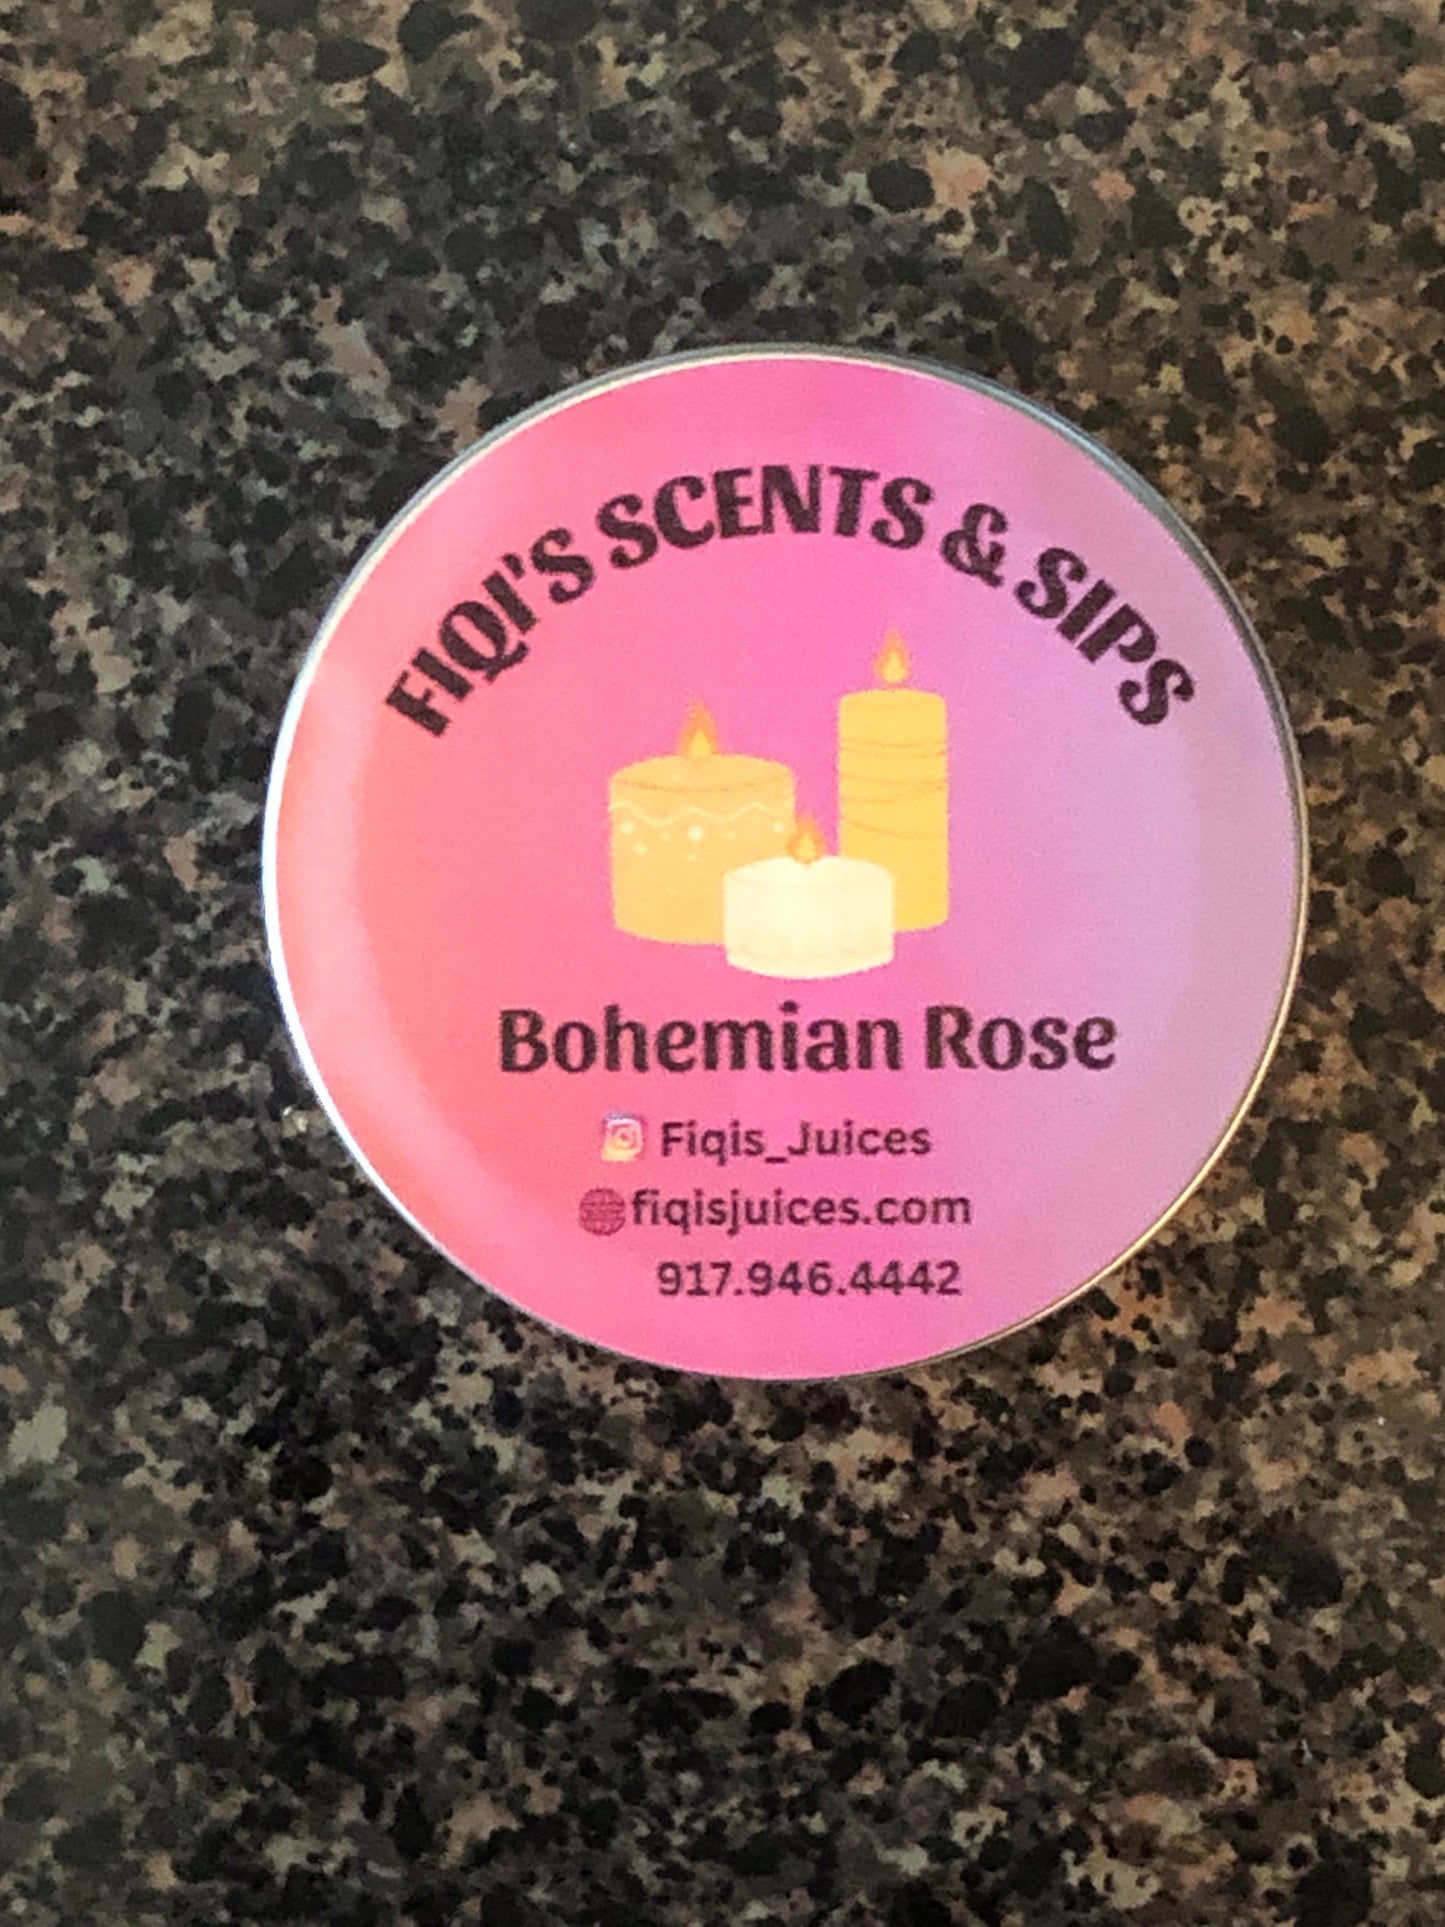 FIQI'S SCENTS & SIPS
Bohemian Rose
Fiqis_Juices
fiqisjuices.com
917.946.4442